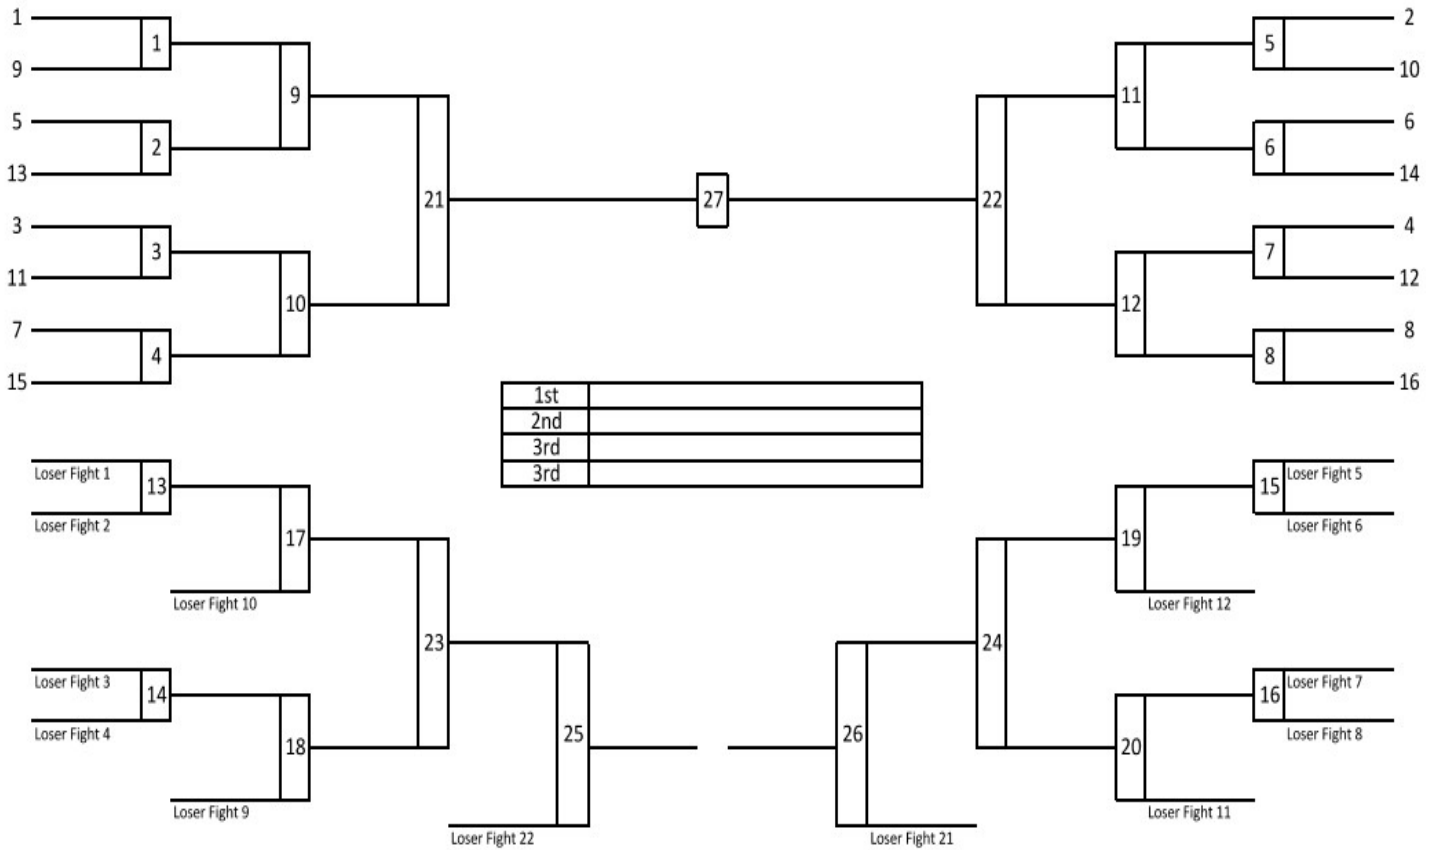 1 2
1 5
9 10
9 11
5 6
2 6
13 14
21 27 22
3 4
3 7
11 12
10 12
7 8
4 8
15 16
1st
2nd
3rd
3rd
Loser Fight 1 13 15 Loser Fight 5
Loser Fight 2 Loser Fight 6
17 19
Loser Fight 10 Loser Fight 12
23 24
Loser Fight 3 14 16 Loser Fight 7
Loser Fight 4 25 26 Loser Fight 8
18 20
Loser Fight 9 Loser Fight 11
Loser Fight 22 Loser Fight 21